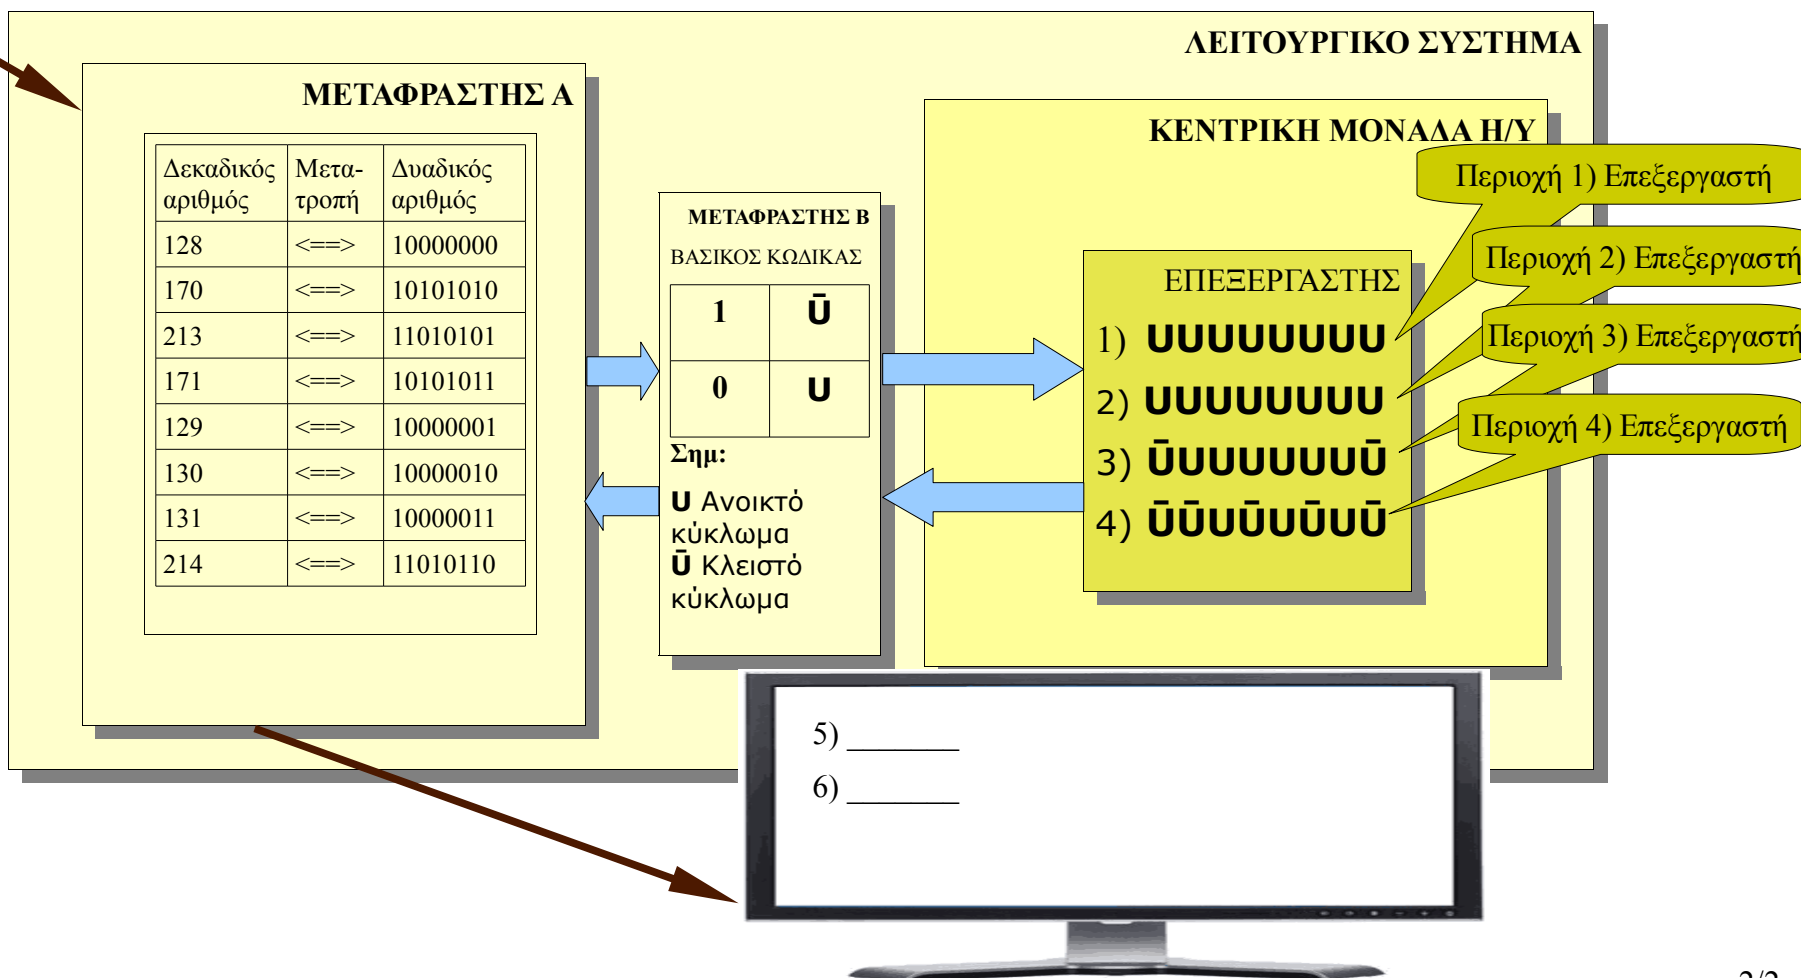 ΛΕΙΤΟΥΡΓΙΚΟ ΣΥΣΤΗΜΑ
ΜΕΤΑΦΡΑΣΤΗΣ Α
Δεκαδικός αριθμός Μετα-τροπή Δυαδικός αριθμός
128 <==> 10000000
170 <==> 10101010
213 <==> 11010101
171 <==> 10101011
129 <==> 10000001
130 <==> 10000010
131 <==> 10000011
214 <==> 11010110
ΜΕΤΑΦΡΑΣΤΗΣ Β
ΒΑΣΙΚΟΣ ΚΩΔΙΚΑΣ
1 Ū
0 U
Σημ:
U Ανοικτό
κύκλωμα
Ū Κλειστό
κύκλωμα
ΚΕΝΤΡΙΚΗ ΜΟΝΑΔΑ Η/Υ
ΕΠΕΞΕΡΓΑΣΤΗΣ
1) UUUUUUUU
2) UUUUUUUU
3) ŪUUUUUUŪ
4) ŪŪUŪUŪUŪ
Περιοχή 1) Επεξεργαστή
Περιοχή 2) Επεξεργαστή
Περιοχή 3) Επεξεργαστή
Περιοχή 4) Επεξεργαστή
5) _______
6) _______